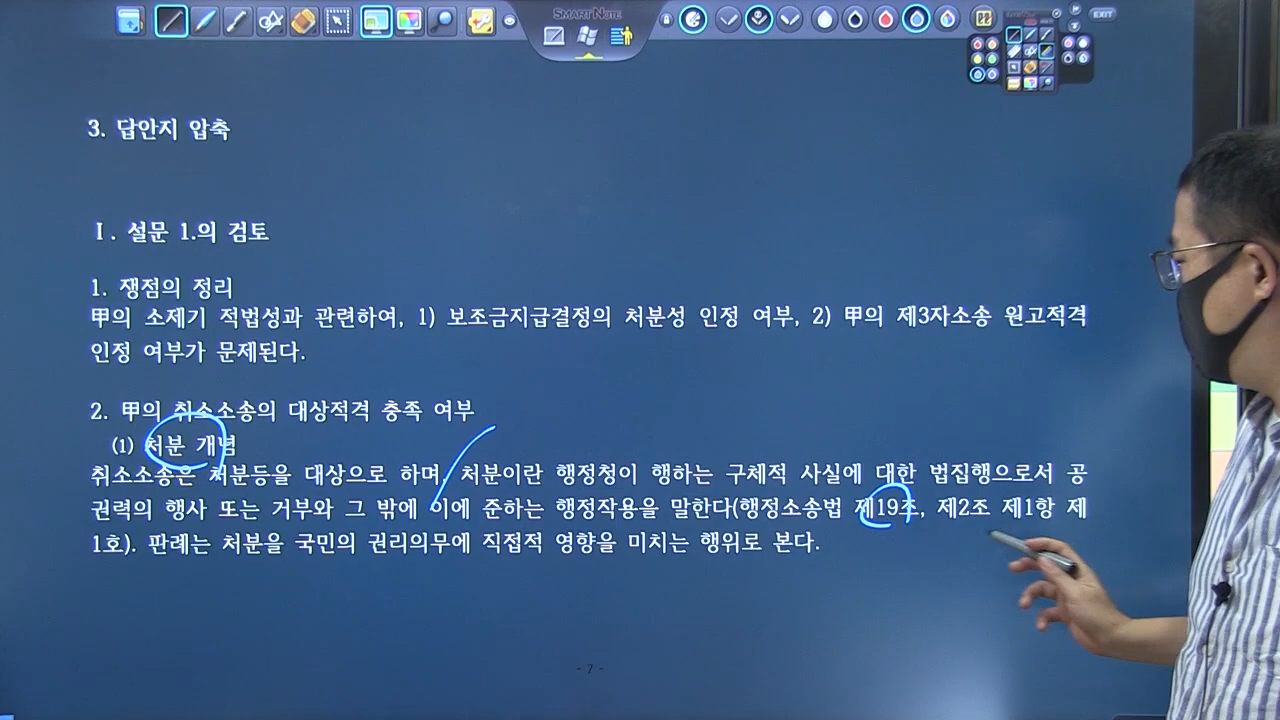 SMARTNOTE
EXIT
3. 답안지 압축
Ⅰ. 설문 1.의 검토
1. 쟁점의 정리
甲의 소제기 적법성과 관련하여, 1) 보조금지급결정의 처분성 인정 여부, 2) 甲의 제3자소송 원고적격
인정 여부가 문제된다.
2. 甲의 취소소송의 대상적격 충족 여부
⑴ 처분 개념
취소소송은 처분등을 대상으로 하며, 처분이란 행정청이 행하는 구체적 사실에 대한 법집행으로서 공
권력의 행사 또는 거부와 그 밖에 이에 준하는 행정작용을 말한다(행정소송법 제19조, 제2조 제1항 제
1호). 판례는 처분을 국민의 권리의무에 직접적 영향을 미치는 행위로 본다.
- 7 -